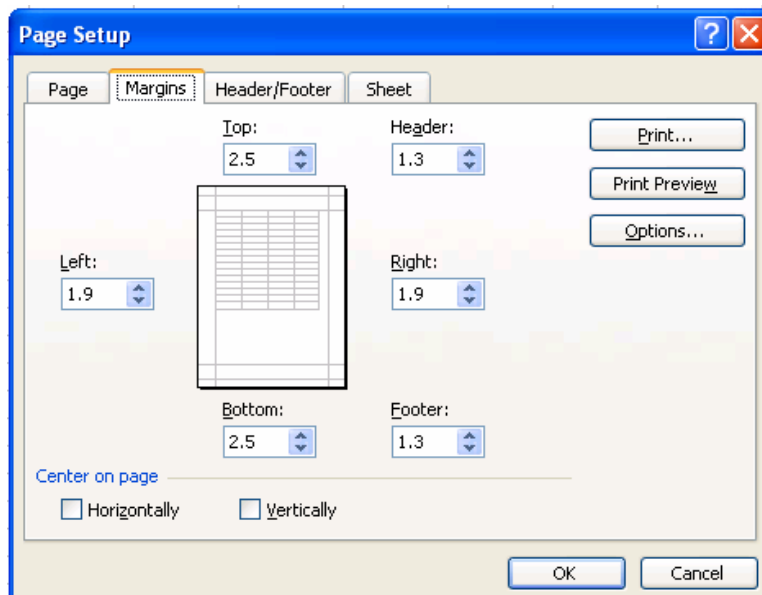 Page Setup
Page Margins Header/Footer Sheet
Top: Header:
2.5 1.3
Print...
Print Preview
Options...
Left: Right:
1.9 1.9
Bottom: Footer:
2.5 1.3
Center on page
Horizontally Vertically
OK Cancel